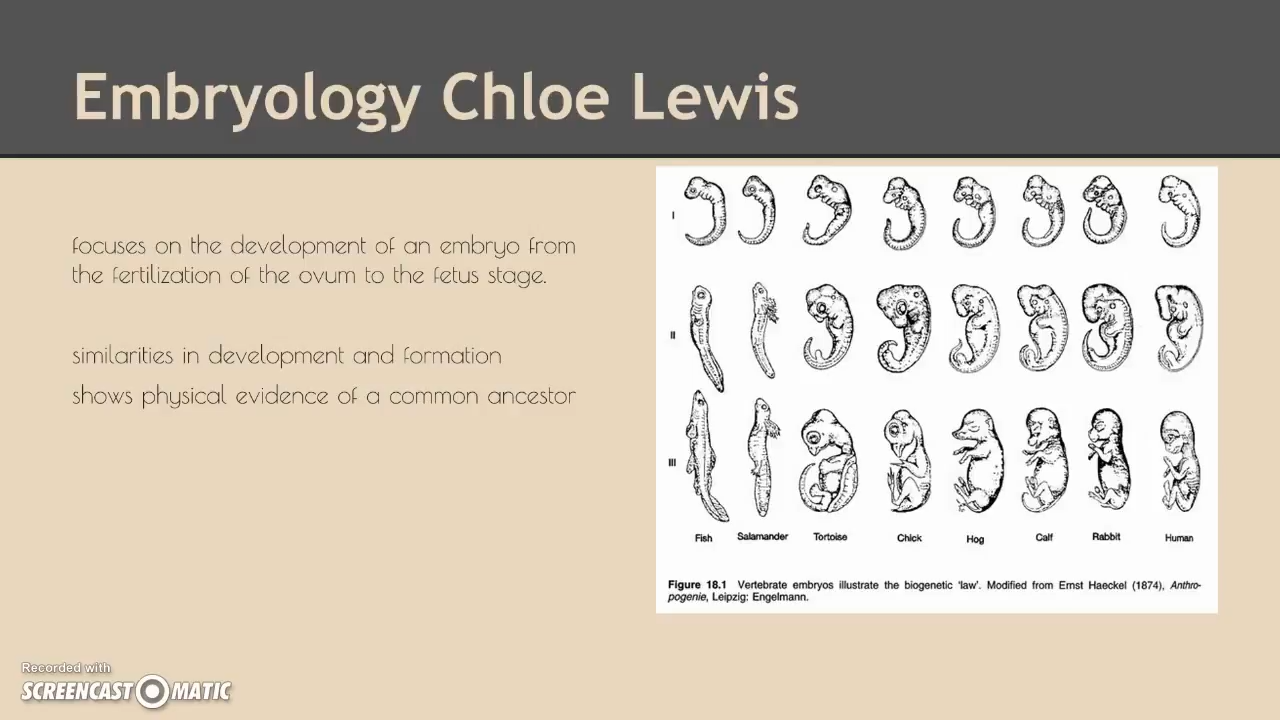 Embryology Chloe Lewis
focuses on the development of an embryo from
the fertilization of the ovum to the fetus stage.
similarities in development and formation
shows physical evidence of a common ancestor
I
II
III
Fish Salamander Tortoise Chick Hog Calf Rabbit Human
Figure 18.1 Vertebrate embryos illustrate the biogenetic 'law'. Modified from Ernst Haeckel (1874), Anthro-
pogenie, Leipzig: Engelmann.
Recorded with
SCREENCAST MATIC